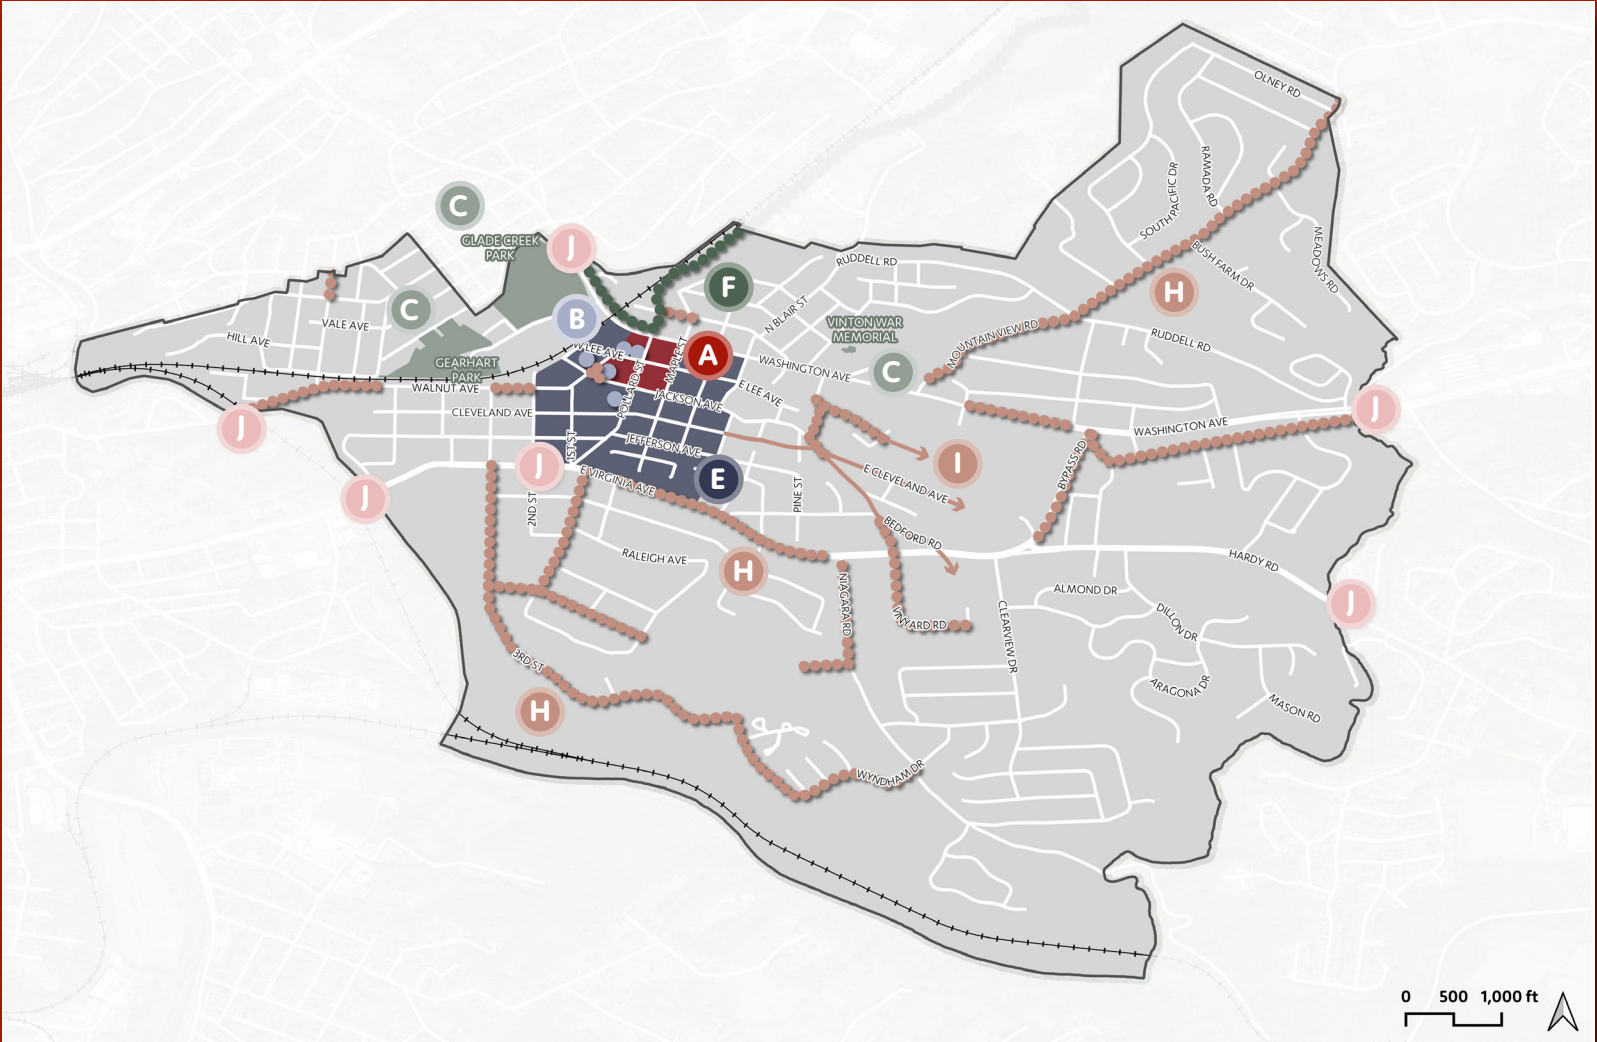 OLNEY RD
RAMADA RD
SOUTH PACIFIC DR
C
GLADE CREEK
PARK
J
MEADOWS RD
RUDDELL RD
BUSH FARM DR
F
H
C
B
N BLAIR ST
VINTON WAR
MEMORIAL
VALE AVE
HILL AVE
MOUNTAIN VIEW RD
RUDDELL RD
W LEE AVE
MAPLE ST
A
GEARHART
PARK
WASHINGTON AVE
C
WALNUT AVE
POLLARD ST
JACKSON AVE
E LEE AVE
CLEVELAND AVE
J
J
WASHINGTON AVE
1ST ST
JEFFERSON AVE
J
I
BYPASS RD
E VIRGINIA AVE
E
E CLEVELAND AVE
PINE ST
J
2ND ST
BEDFORD RD
RALEIGH AVE
H
HARDY RD
NIAGARA RD
ALMOND DR
J
VINYARD RD
CLEARVIEW DR
DILLON DR
3RD ST
ARAGONA DR
H
MASON RD
WYNDHAM DR
0 500 1,000 ft